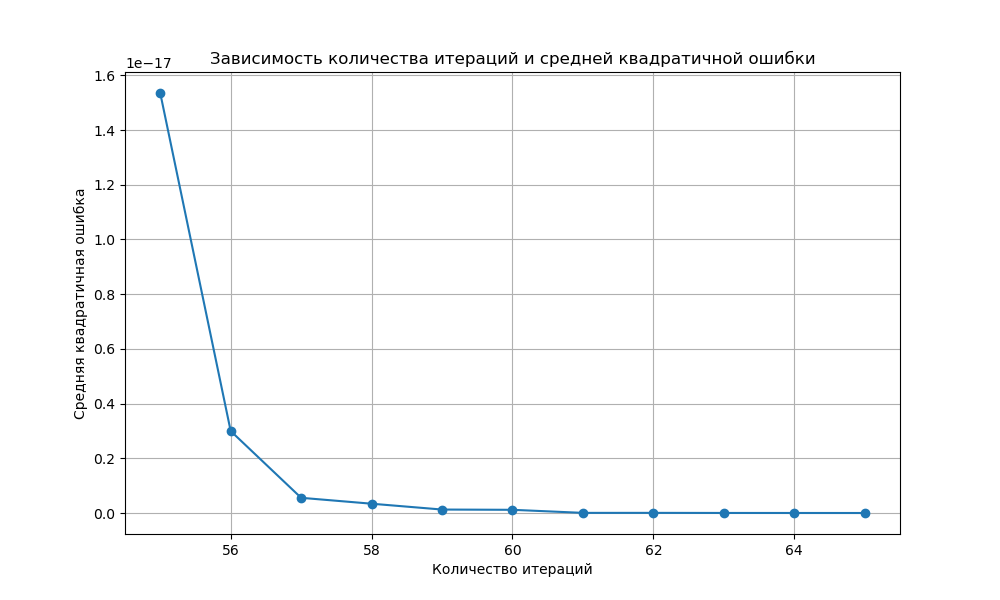 Зависимость количества итераций и средней квадратичной ошибки
1e−17
1.6
1.4
1.2
1.0
0.8
0.6
0.4
0.2
0.0
Средняя квадратичная ошибка
56 58 60 62 64
Количество итераций